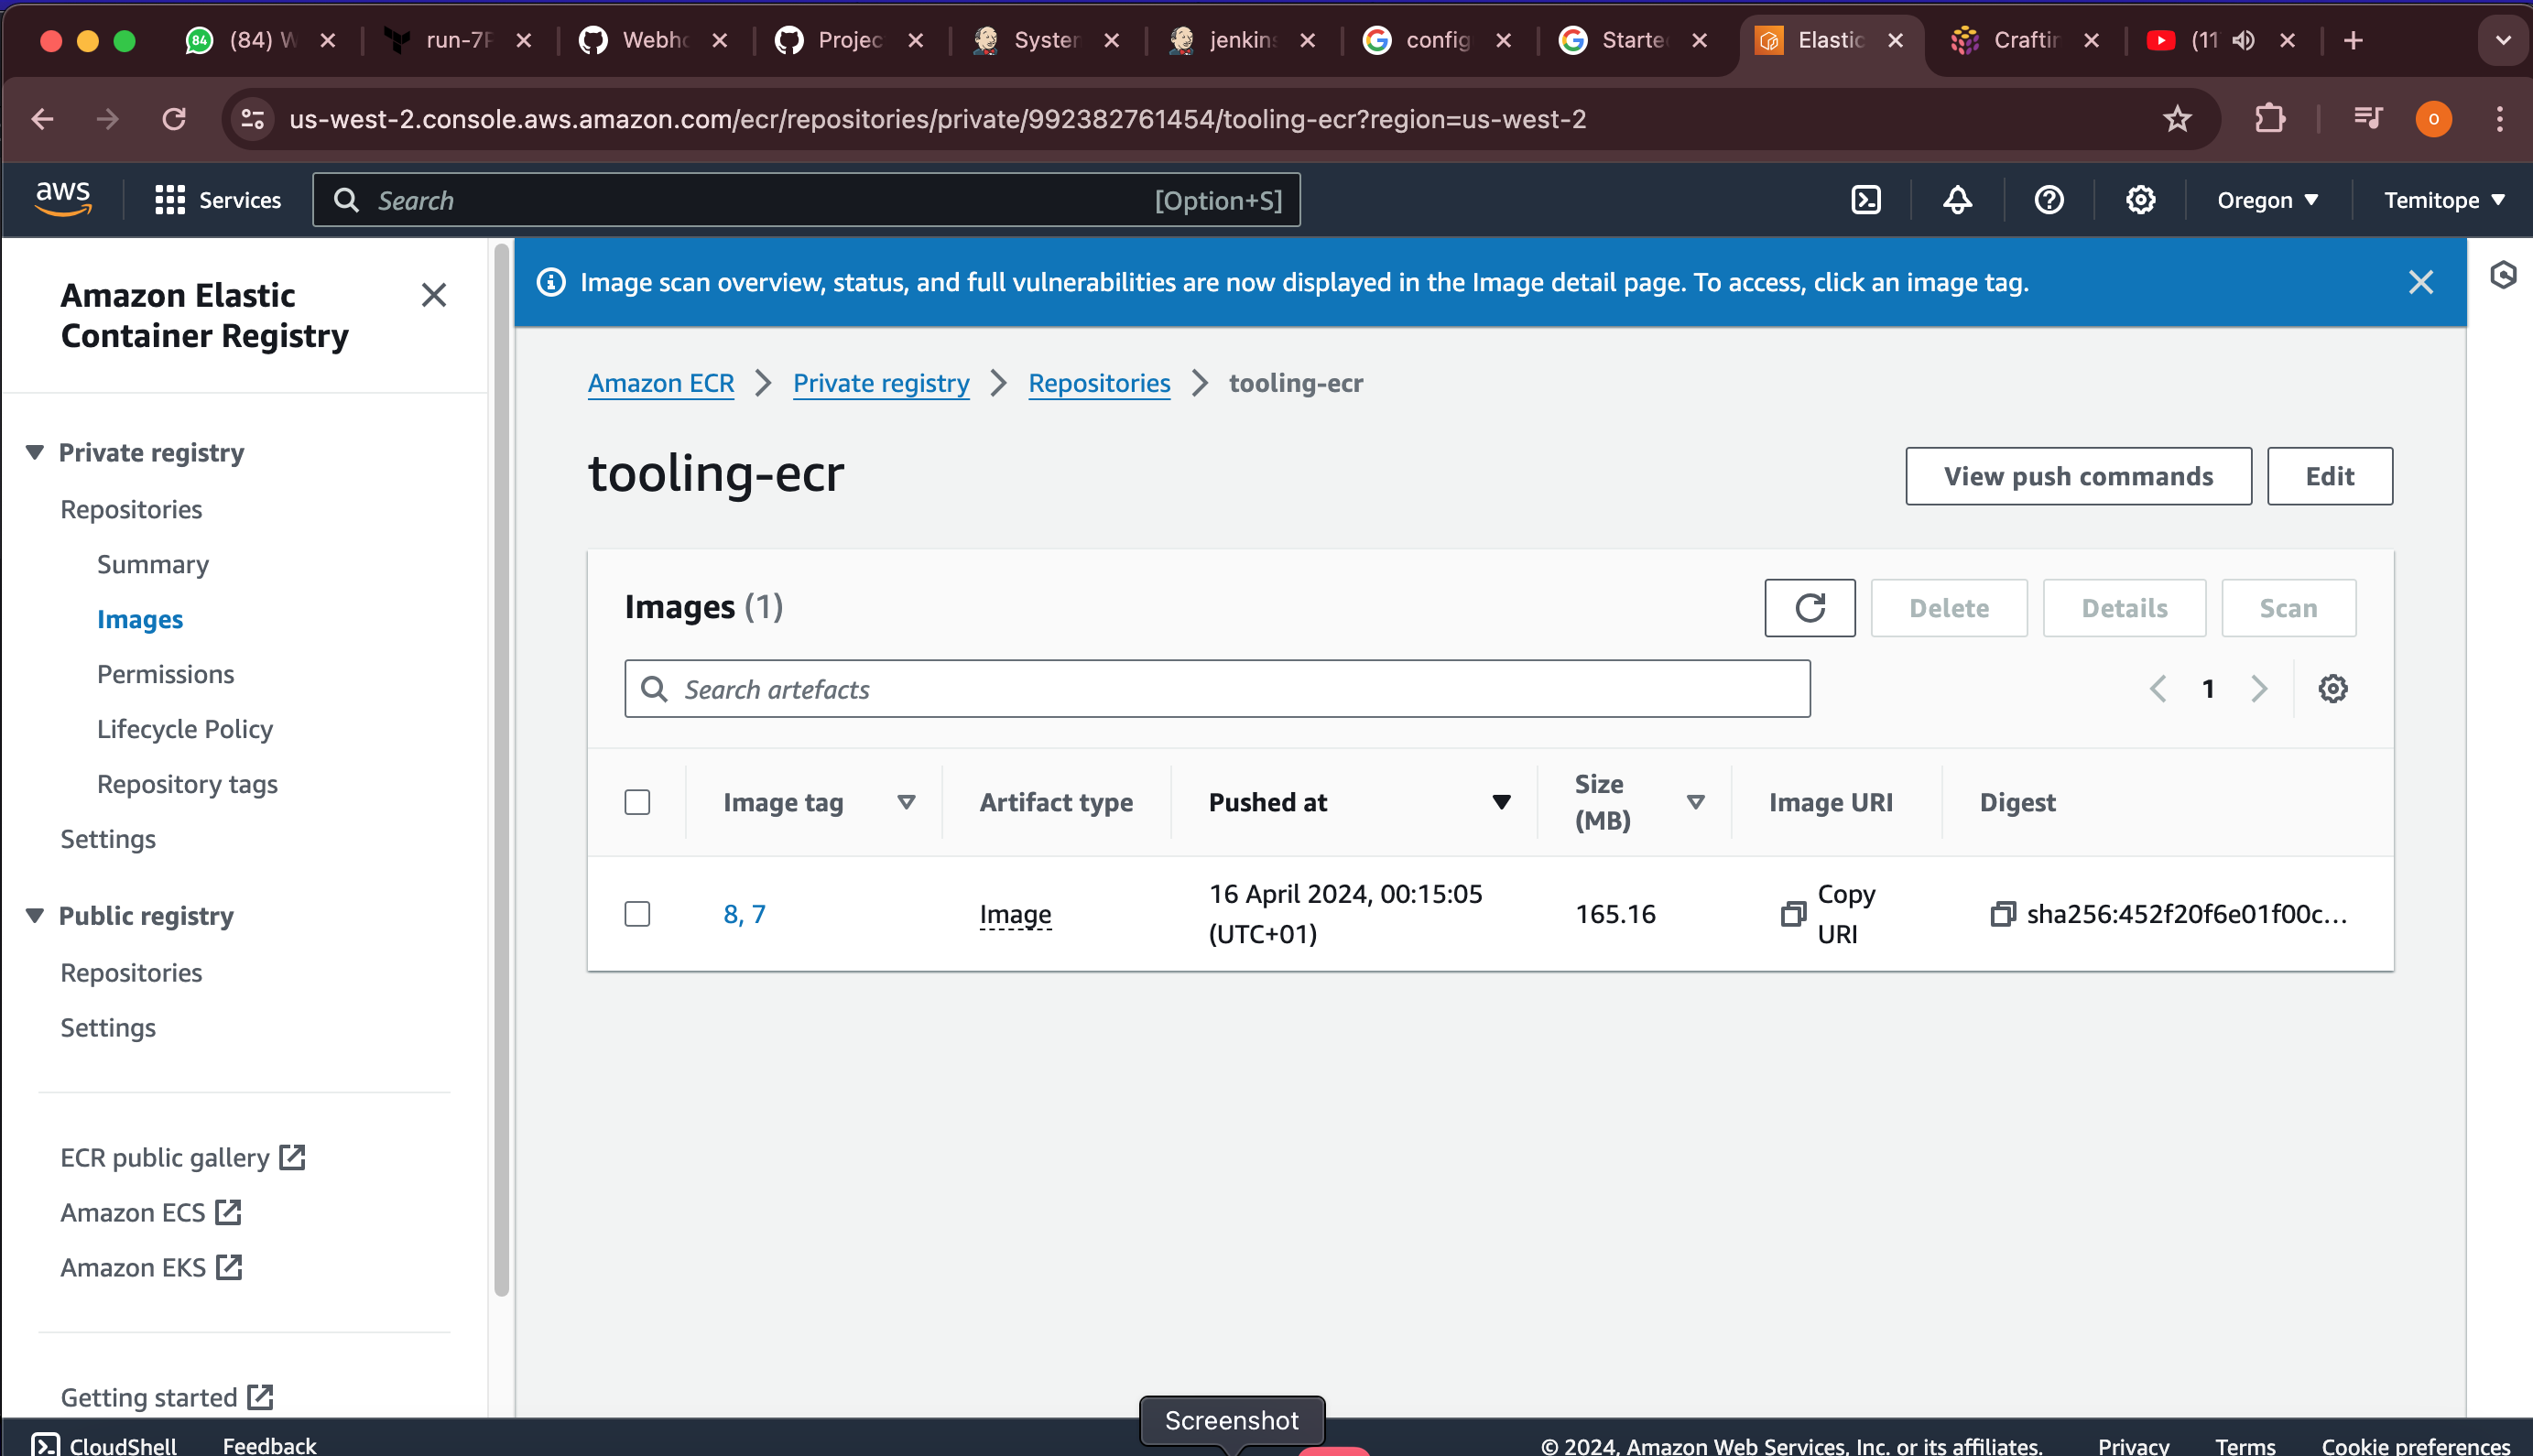 84
(84) W
run-7F
Webho
Projec
System
jenkins
config
Starte
Elastic
Craftin
(11
us-west-2.console.aws.amazon.com/ecr/repositories/private/992382761454/tooling-ecr?region=us-west-2
O
aws
Services
Search
[Option+S]
Oregon
Temitope
Amazon Elastic
Container Registry
Private registry
Repositories
Summary
Images
Permissions
Lifecycle Policy
Repository tags
Settings
Public registry
Repositories
Settings
ECR public gallery
Amazon ECS
Amazon EKS
Getting started
Image scan overview, status, and full vulnerabilities are now displayed in the Image detail page. To access, click an image tag.
Amazon ECR
Private registry
Repositories
tooling-ecr
tooling-ecr
View push commands
Edit
Images (1)
Delete
Details
Scan
Search artefacts
1
Image tag
Artifact type
Pushed at
Size
(MB)
Image URI
Digest
8, 7
Image
16 April 2024, 00:15:05
(UTC+01)
165.16
Copy
URI
sha256:452f20f6e01f00c...
Screenshot
CloudShell
Feedback
© 2024, Amazon Web Services, Inc. or its affiliates.
Privacy
Terms
Cookie preferences